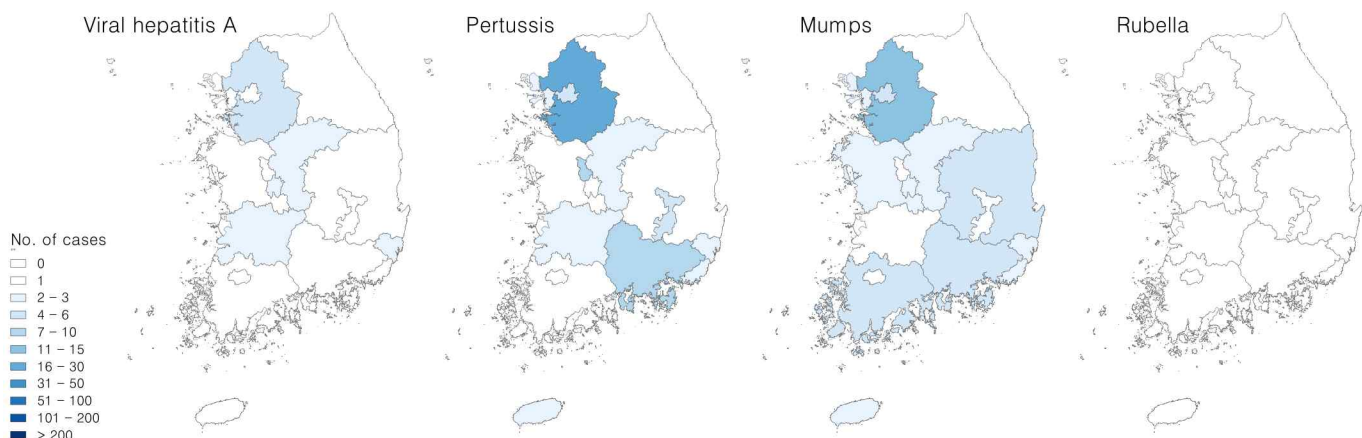 Viral hepatitis A
Pertussis
Mumps
Rubella
No. of cases
0
1
2 - 3
4 - 6
7 - 10
11 - 15
16 - 30
31 - 50
51 - 100
101 - 200
> 200